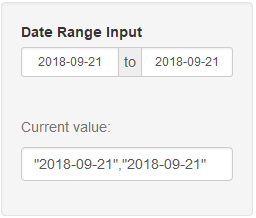 Date Range Input
2018-09-21 to 2018-09-21
Current value:
"2018-09-21","2018-09-21"